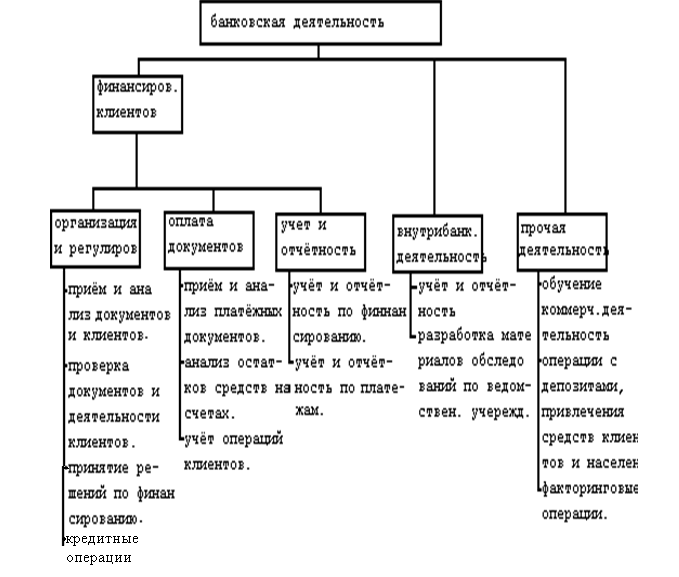 банковская деятельность
финансиров.
клиентов
организация
и регулиров
оплата
документов
учет и
отчётность
внутрибанк.
деятельность
прочая
деятельность
приём и ана
лиз документов
и клиентов.
проверка
документов и
деятельности
клиентов.
принятие ре-
шений по финан
сированию.
кредитные
операции
приём и ана-
лиз платёжных
документов.
анализ остат-
ков средств на
счетах.
учёт операций
клиентов.
учёт и отчёт-
ность по финнан
сированию.
учёт и отчёт-
ность по плате-
жам.
учёт и отчёт-
ность
разработка мате
риалов обследо
ваний по ведом-
ствен. учережд.
обучение
коммерч.дея-
тельность
операции с
депозитами,
привлечения
средств клиен
тов и населен
факторинговые
операции.